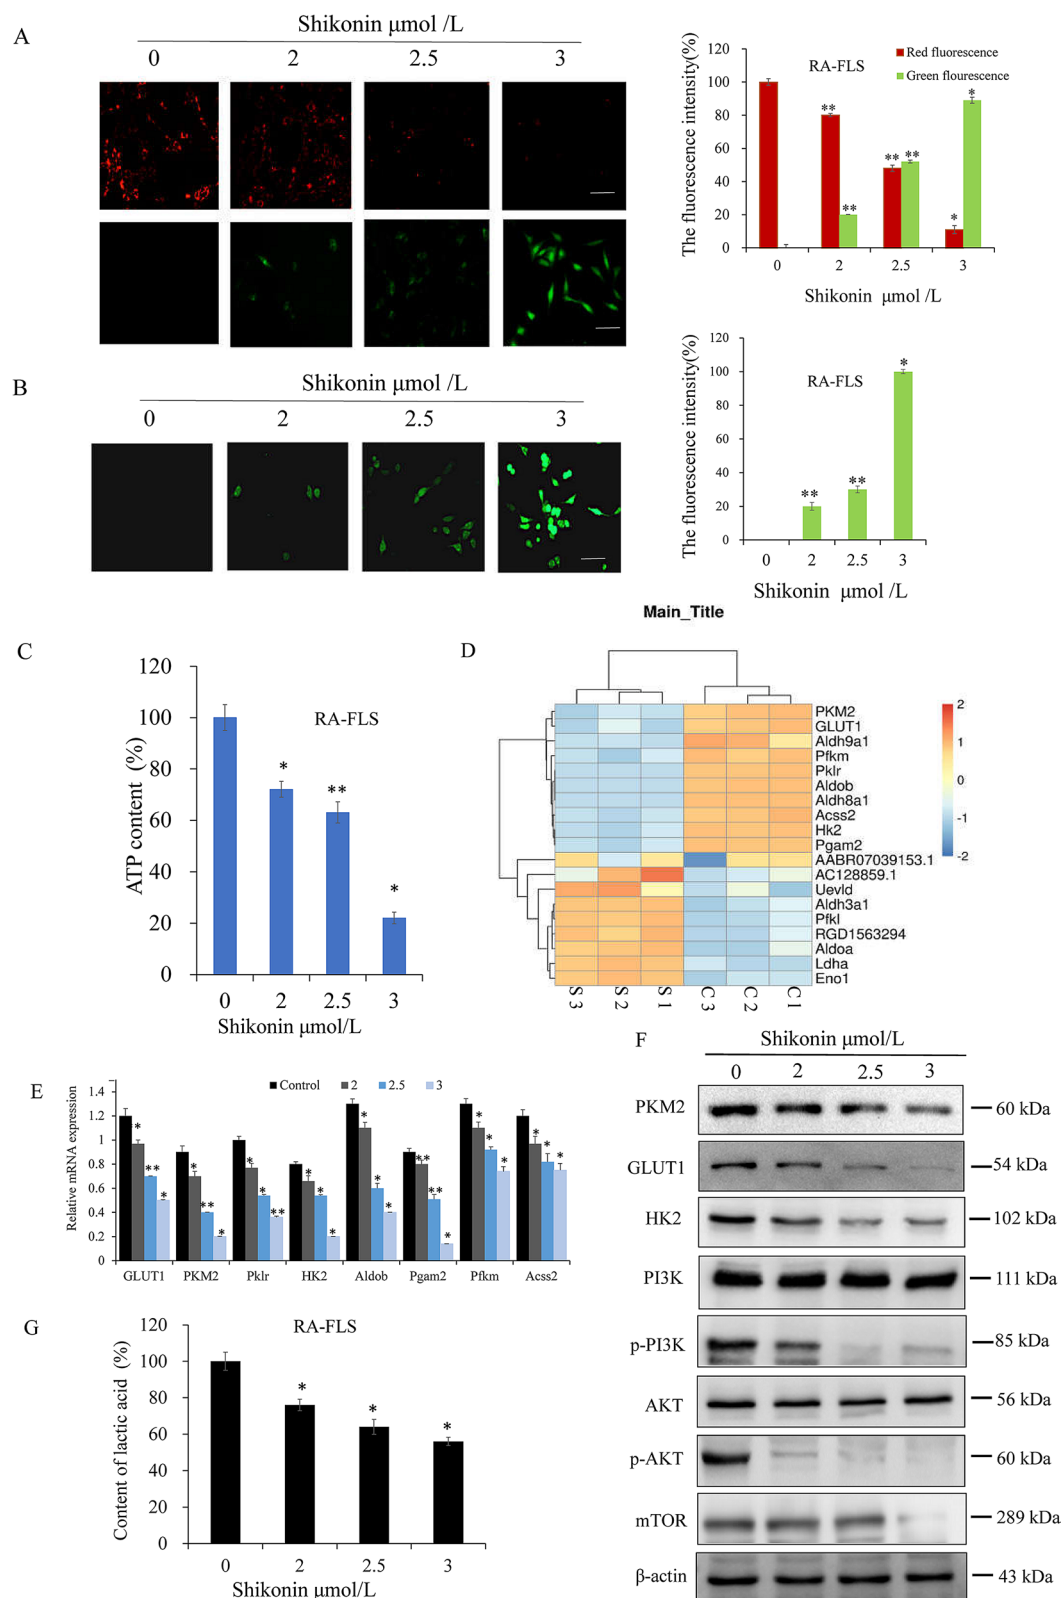 A
Shikonin μmol /L
0 2 2.5 3
The fluorescence intensity(%)
120
100
80
60
40
20
0
RA-FLS
Red fluorescence
Green flourescence
** ** ** ** * *
0 2 2.5 3
Shikonin μmol /L
B
Shikonin μmol /L
0 2 2.5 3
The fluorescence intensity(%)
120
100
80
60
40
20
0
RA-FLS
** ** *
0 2 2.5 3
Shikonin μmol /L
C
ATP content (%)
120
100
80
60
40
20
0
RA-FLS
* ** *
0 2 2.5 3
Shikonin μmol/L
Main_Title
D
PKM2
GLUT1
Aldh9a1
Pfkm
Pklr
Aldob
Aldh8a1
Acss2
Hk2
Pgam2
AABR07039153.1
AC128859.1
Uevld
Aldh3a1
Pfkl
RGD1563294
Aldoa
Ldha
Eno1
S 3 S 2 S 1 C 3 C 2 C 1
2
1
0
-1
-2
E
Relative mRNA expression
1.4
1.2
1
0.8
0.6
0.4
0.2
0
Control 2 2.5 3
* ** * * ** * * * ** * * * * * * ** ** * * * * * * *
GLUT1 PKM2 Pklr HK2 Aldob Pgam2 Pfkm Acss2
F
Shikonin μmol/L
0 2 2.5 3
PKM2 60 kDa
GLUT1 54 kDa
HK2 102 kDa
PI3K 111 kDa
p-PI3K 85 kDa
AKT 56 kDa
p-AKT 60 kDa
mTOR 289 kDa
β-actin 43 kDa
G
Content of lactic acid (%)
120
100
80
60
40
20
0
RA-FLS
* * *
0 2 2.5 3
Shikonin μmol/L